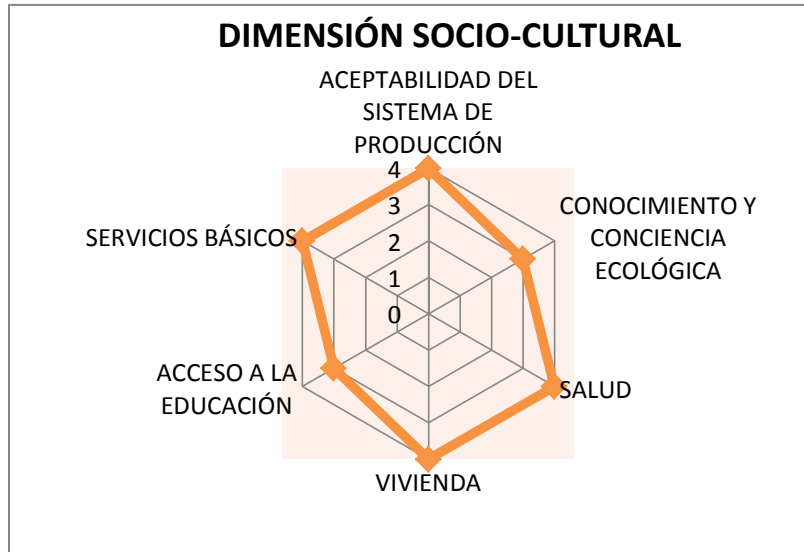 DIMENSIÓN SOCIO-CULTURAL
ACEPTABILIDAD DEL
SISTEMA DE
PRODUCCIÓN
4
3
2
1
0
CONOCIMIENTO Y
CONCIENCIA
ECOLÓGICA
SALUD
VIVIENDA
ACCESO A LA
EDUCACIÓN
SERVICIOS BÁSICOS